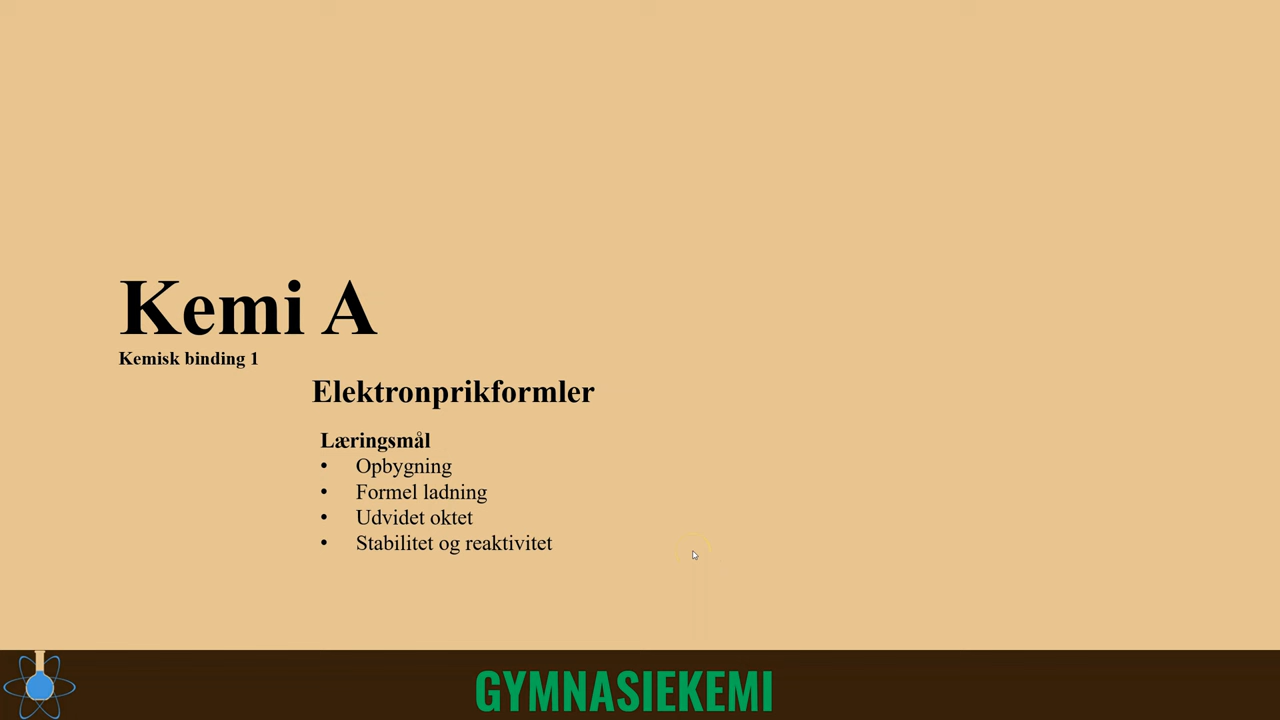 Kemi A
Kemisk binding 1
Elektronprikformler
Læringsmål
• Opbygning
• Formel ladning
• Udvidet oktet
• Stabilitet og reaktivitet
GYMNASIEKEMI